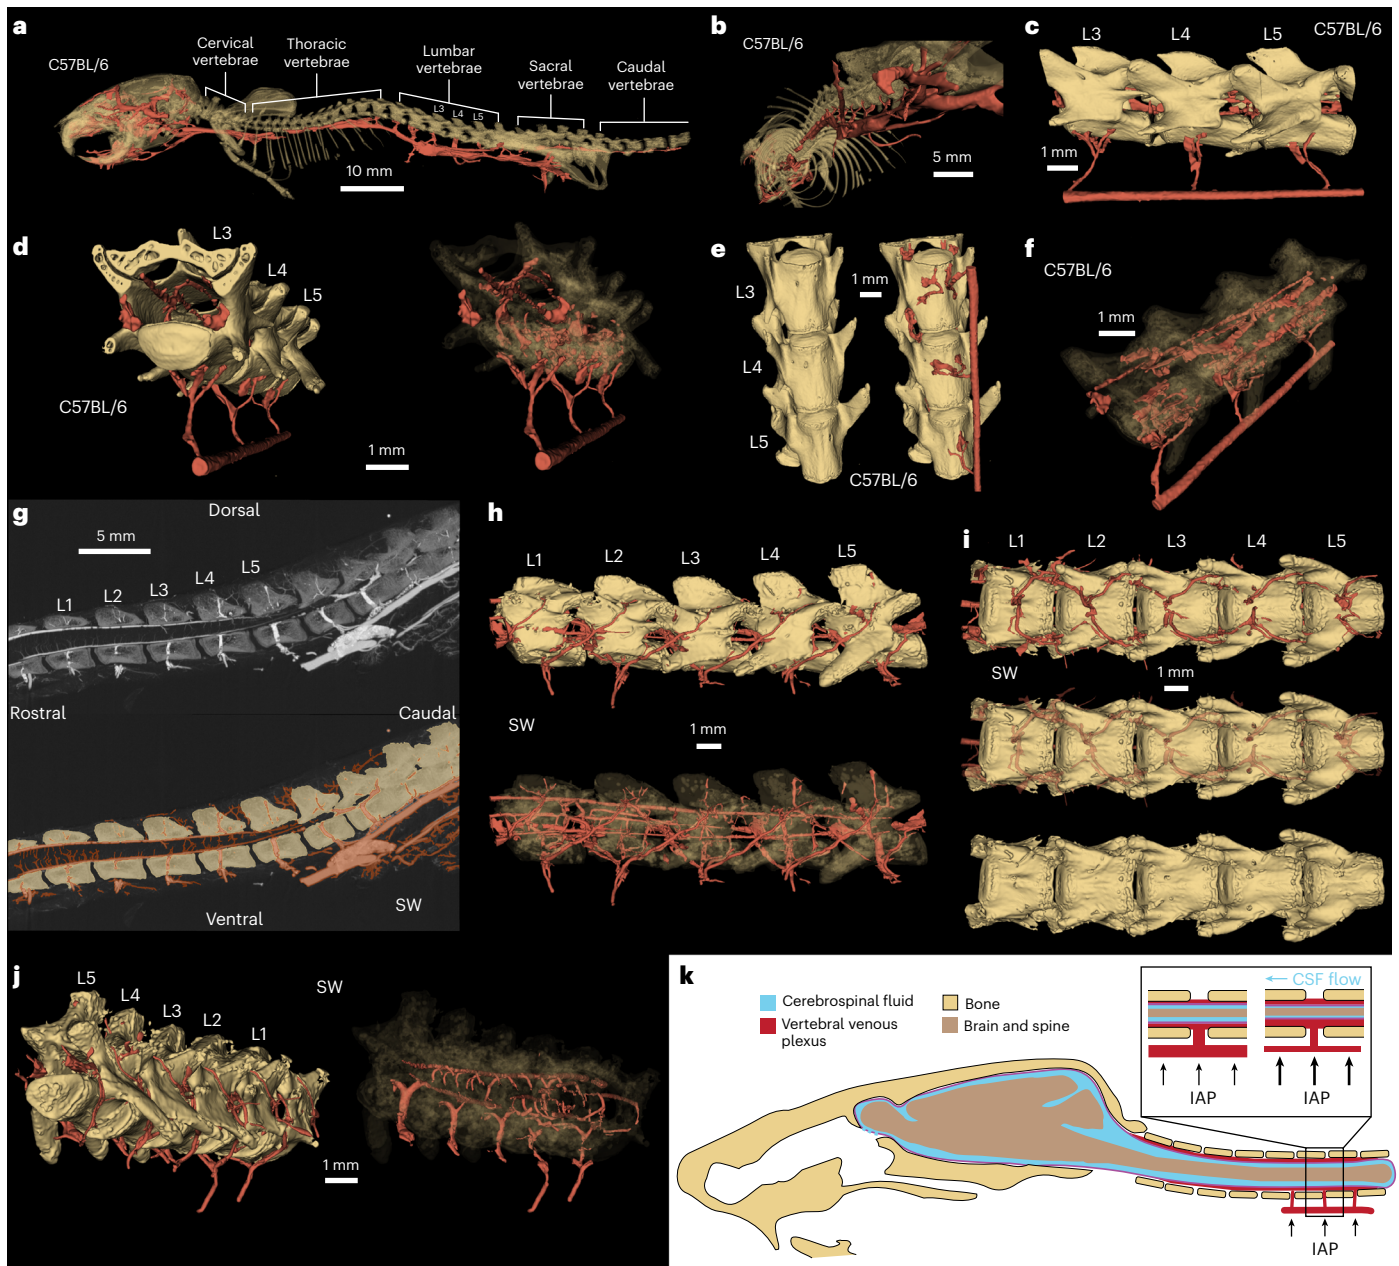 a
C57BL/6
Cervical
vertebrae
Thoracic
vertebrae
Lumbar
vertebrae
L3
L4
L5
Sacral
vertebrae
Caudal
vertebrae
10 mm
b
C57BL/6
5 mm
c
L3
L4
L5
C57BL/6
1 mm
d
L3
L4
L5
C57BL/6
1 mm
e
L3
L4
L5
1 mm
C57BL/6
f
C57BL/6
1 mm
g
Dorsal
5 mm
L1
L2
L3
L4
L5
Rostral
Caudal
Ventral
SW
h
L1
L2
L3
L4
L5
SW
1 mm
i
L1
L2
L3
L4
L5
SW
1 mm
j
L5
L4
L3
L2
L1
SW
1 mm
k
Cerebrospinal fluid
Vertebral venous
plexus
Bone
Brain and spine
CSF flow
IAP
IAP
IAP